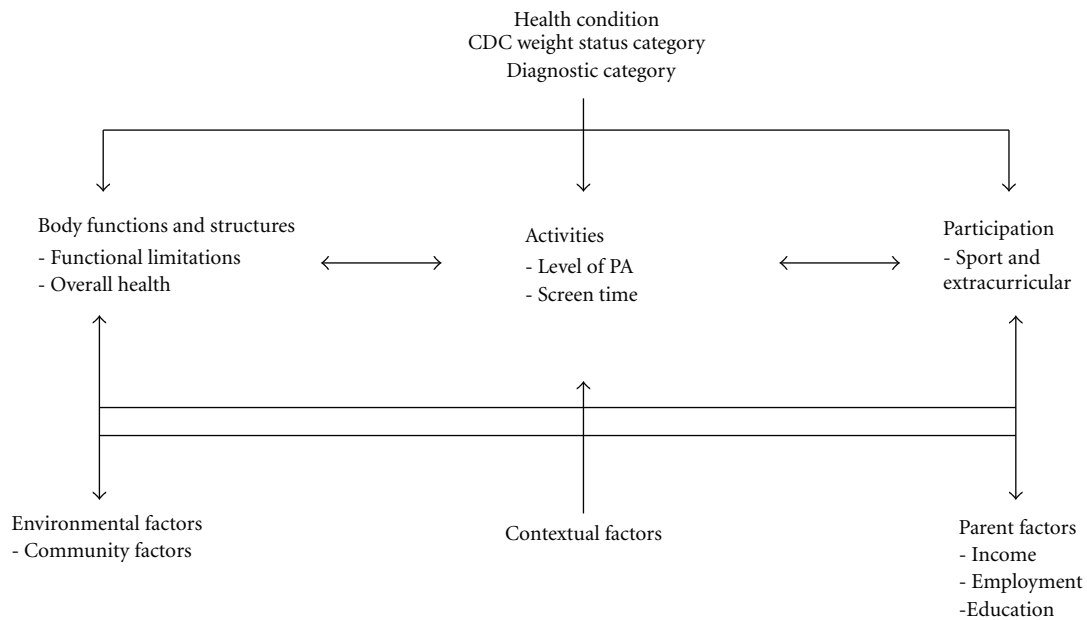 Health condition
CDC weight status category
Diagnostic category
Body functions and structures
- Functional limitations
- Overall health
Activities
- Level of PA
- Screen time
Participation
- Sport and
extracurricular
Environmental factors
- Community factors
Contextual factors
Parent factors
- Income
- Employment
-Education